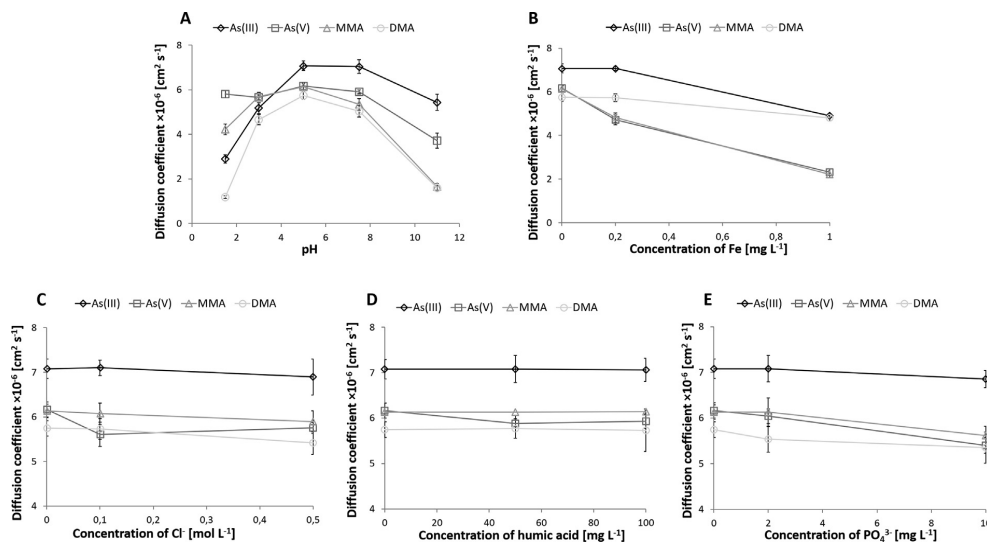 A
As(III) As(V) MMA DMA
Diffusion coefficient ×10⁻⁶ [cm² s⁻¹]
8
6
4
2
0
0 2 4 6 8 10 12
pH
B
As(III) As(V) MMA DMA
Diffusion coefficient ×10⁻⁶ [cm² s⁻¹]
8
6
4
2
0
0 0,2 0,4 0,6 0,8 1
Concentration of Fe [mg L⁻¹]
C
As(III) As(V) MMA DMA
Diffusion coefficient ×10⁻⁶ [cm² s⁻¹]
8
7
6
5
4
0 0,1 0,2 0,3 0,4 0,5
Concentration of Cl⁻ [mol L⁻¹]
D
As(III) As(V) MMA DMA
Diffusion coefficient ×10⁻⁶ [cm² s⁻¹]
8
7
6
5
4
0 20 40 60 80 100
Concentration of humic acid [mg L⁻¹]
E
As(III) As(V) MMA DMA
Diffusion coefficient ×10⁻⁶ [cm² s⁻¹]
8
7
6
5
4
0 2 4 6 8 10
Concentration of PO₄³⁻ [mg L⁻¹]